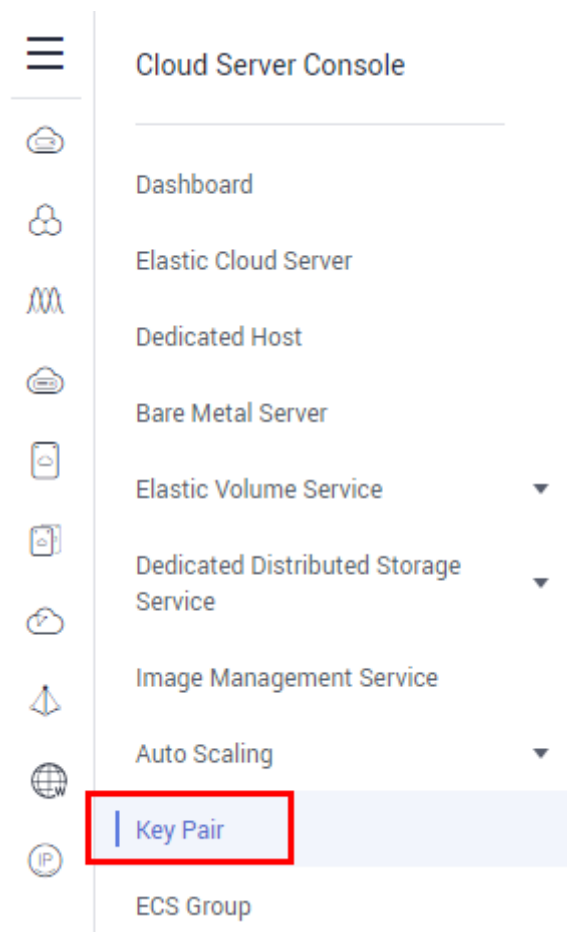 Cloud Server Console
Dashboard
Elastic Cloud Server
Dedicated Host
Bare Metal Server
Elastic Volume Service
Dedicated Distributed Storage
Service
Image Management Service
Auto Scaling
W
Key Pair
IP
ECS Group